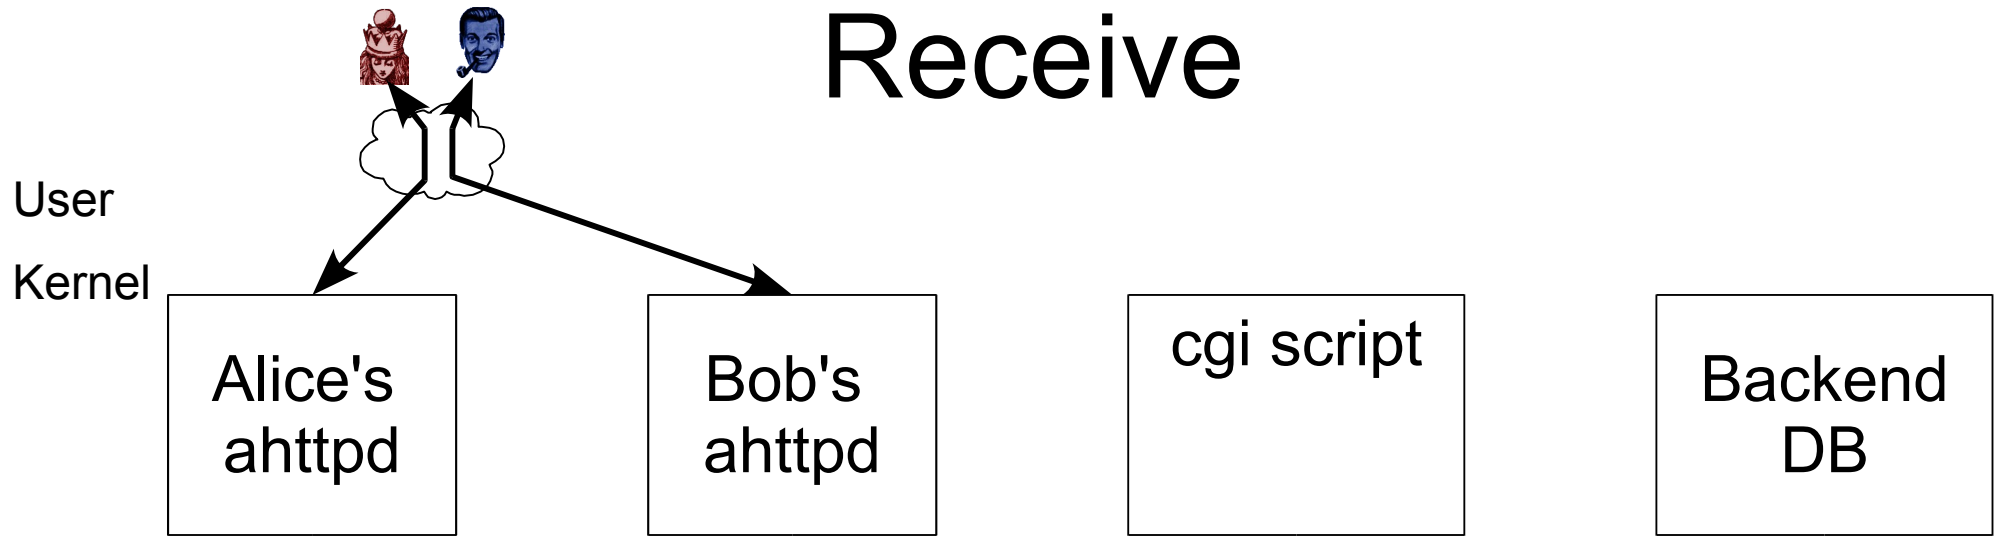 Receive
User
Kernel
Alice's
ahttpd
Bob's
ahttpd
cgi script
Backend
DB